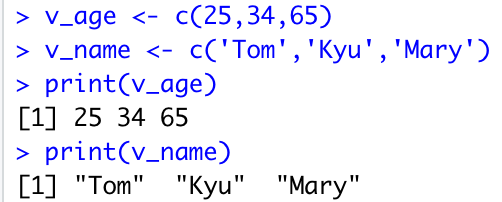 > v_age <- c(25,34,65)
> v_name <- c('Tom','Kyu','Mary')
> print(v_age)
[1] 25 34 65
> print(v_name)
[1] "Tom"  "Kyu"  "Mary"